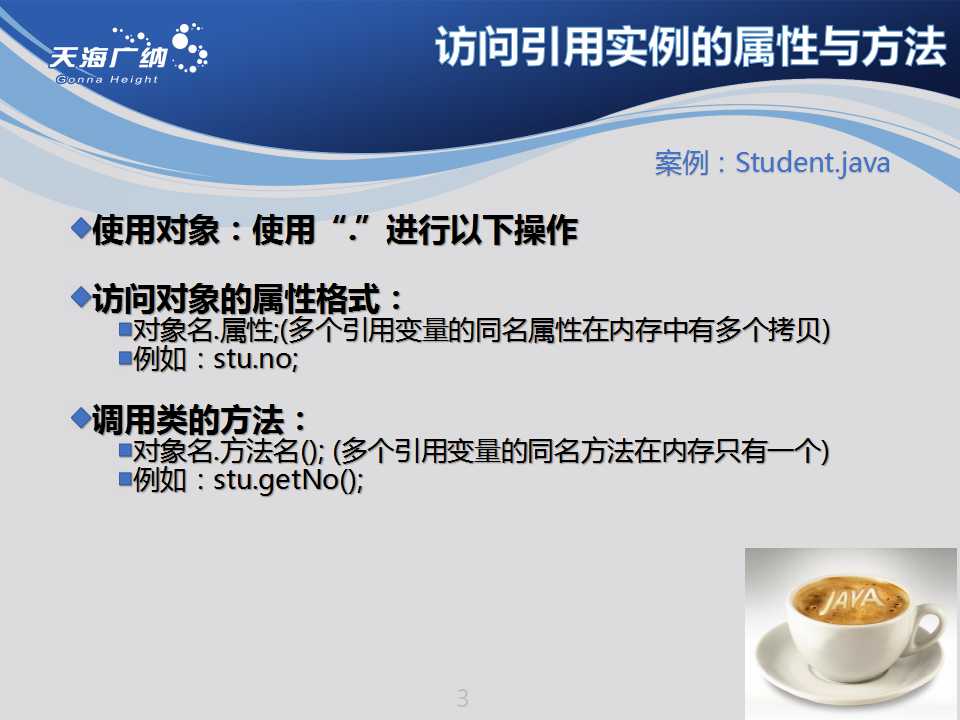 天海广纳
Gonna Height
访问引用实例的属性与方法
案例：Student.java
使用对象：使用“.”进行以下操作
访问对象的属性格式：
对象名.属性;(多个引用变量的同名属性在内存中有多个拷贝)
例如：stu.no;
调用类的方法：
对象名.方法名(); (多个引用变量的同名方法在内存只有一个)
例如：stu.getNo();
JAVA
3